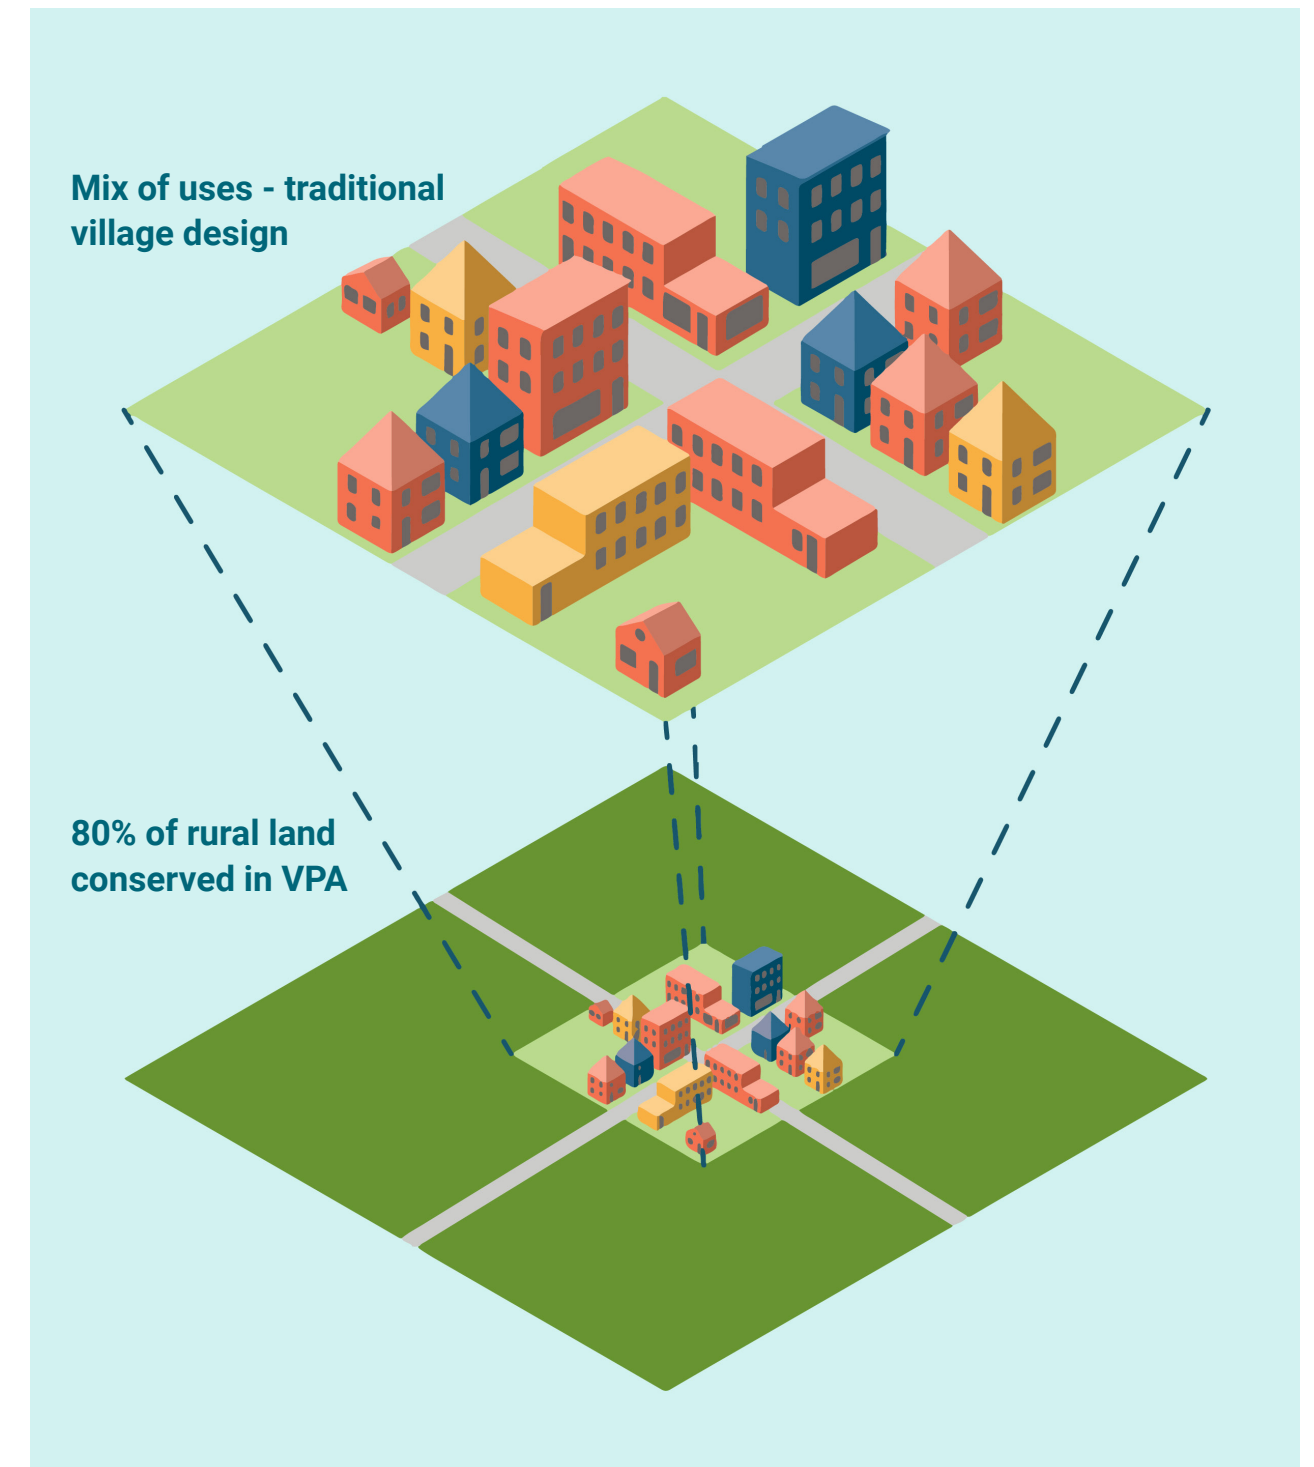 Mix of uses - traditional
village design
80% of rural land
conserved in VPA